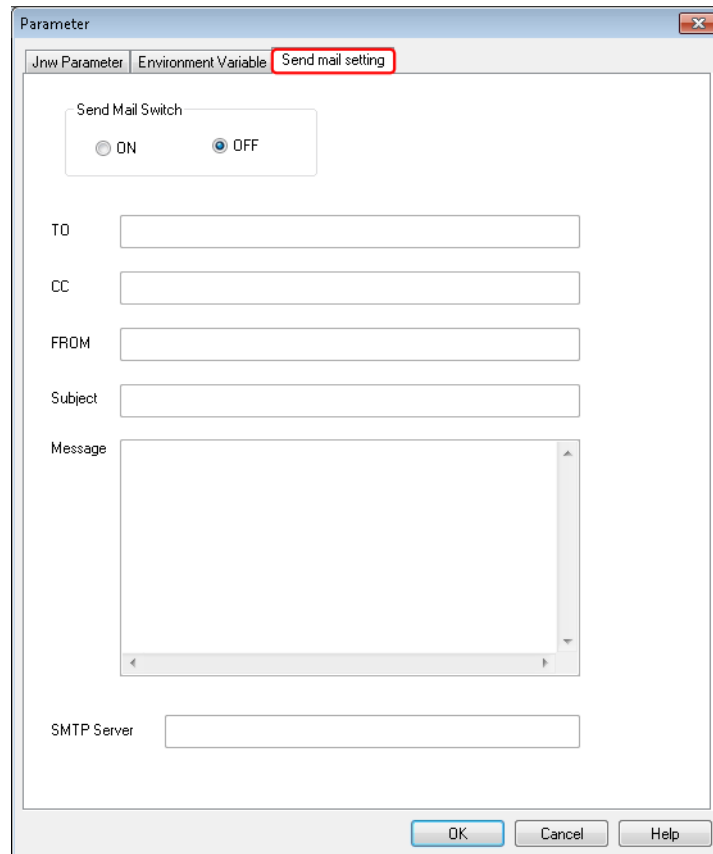 Parameter
Jnw Parameter Environment Variable Send mail setting
Send Mail Switch
ON OFF
TO
CC
FROM
Subject
Message
SMTP Server
OK Cancel Help